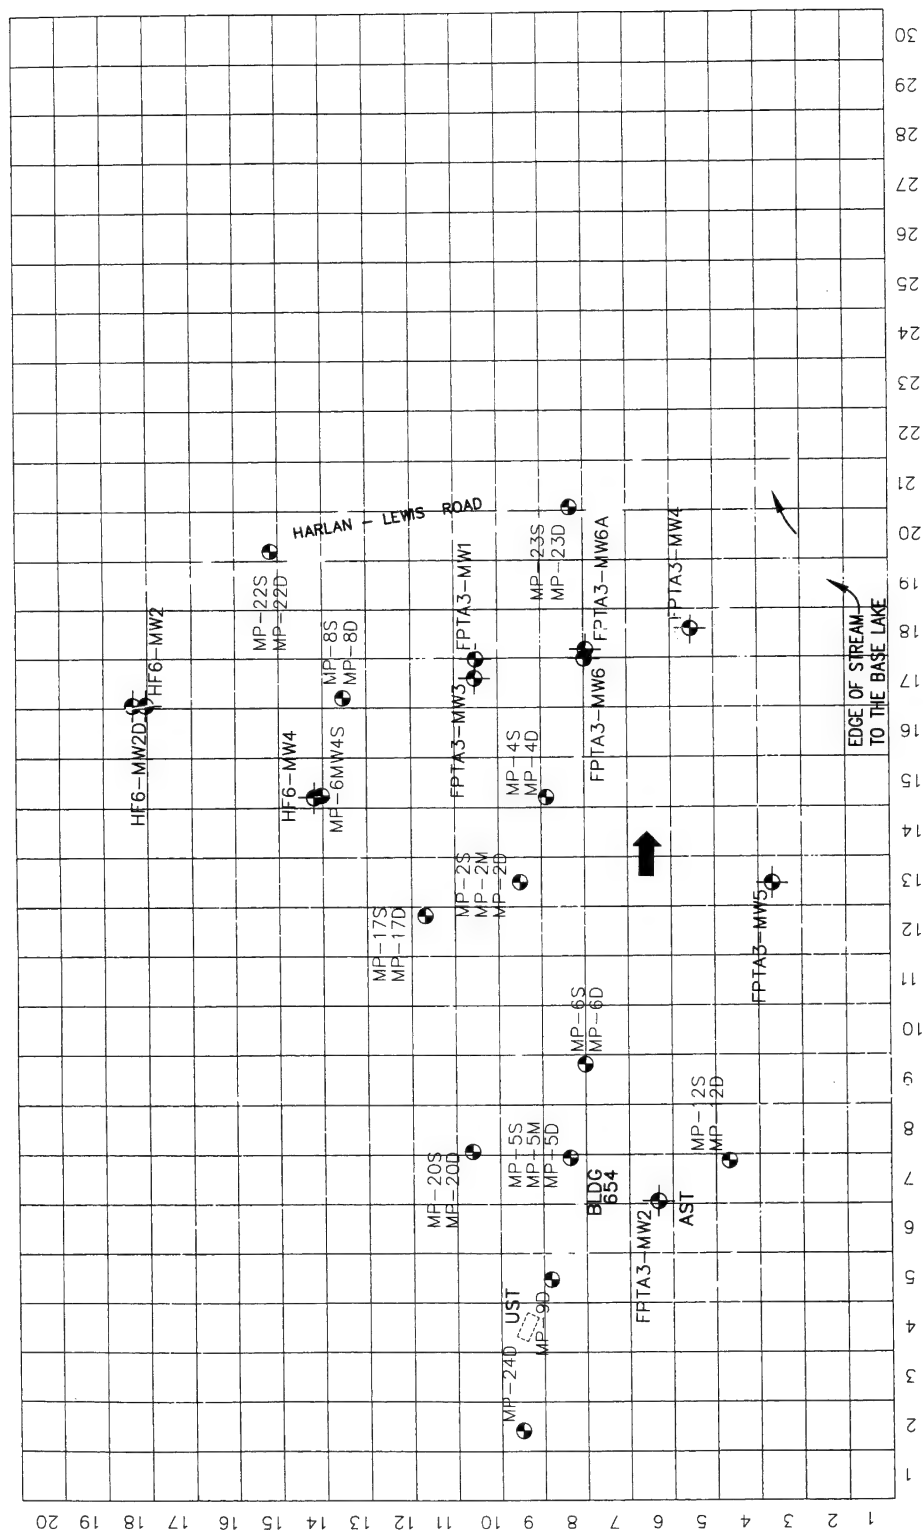 30
29
28
27
26
25
24
23
22
21
20
19
18
17
16
15
14
13
12
11
10
9
8
7
6
5
4
3
2
1
20
19
18
17
16
15
14
13
12
11
10
9
8
7
6
5
4
3
2
1
HARLAN - LEWIS ROAD
MP-22S
MP-22D
HF6-MW2
HF6-MW2D
MP-8S
MP-8D
HF6-MW4
MP-6MW4S
FPTA3-MW1
FPTA3-MW3
MP-23S
MP-23D
FPTA3-MW6A
FPTA3-MW6
FPTA3-MW4
MP-4S
MP-4D
EDGE OF STREAM
TO THE BASE LAKE
MP-2S
MP-2M
MP-2D
MP-17S
MP-17D
FPTA3-MW5
MP-6S
MP-6D
MP-12S
MP-12D
MP-20S
MP-20D
MP-5S
MP-5M
MP-5D
BLDG
654
AST
FPTA3-MW2
UST
MP-9D
MP-24D